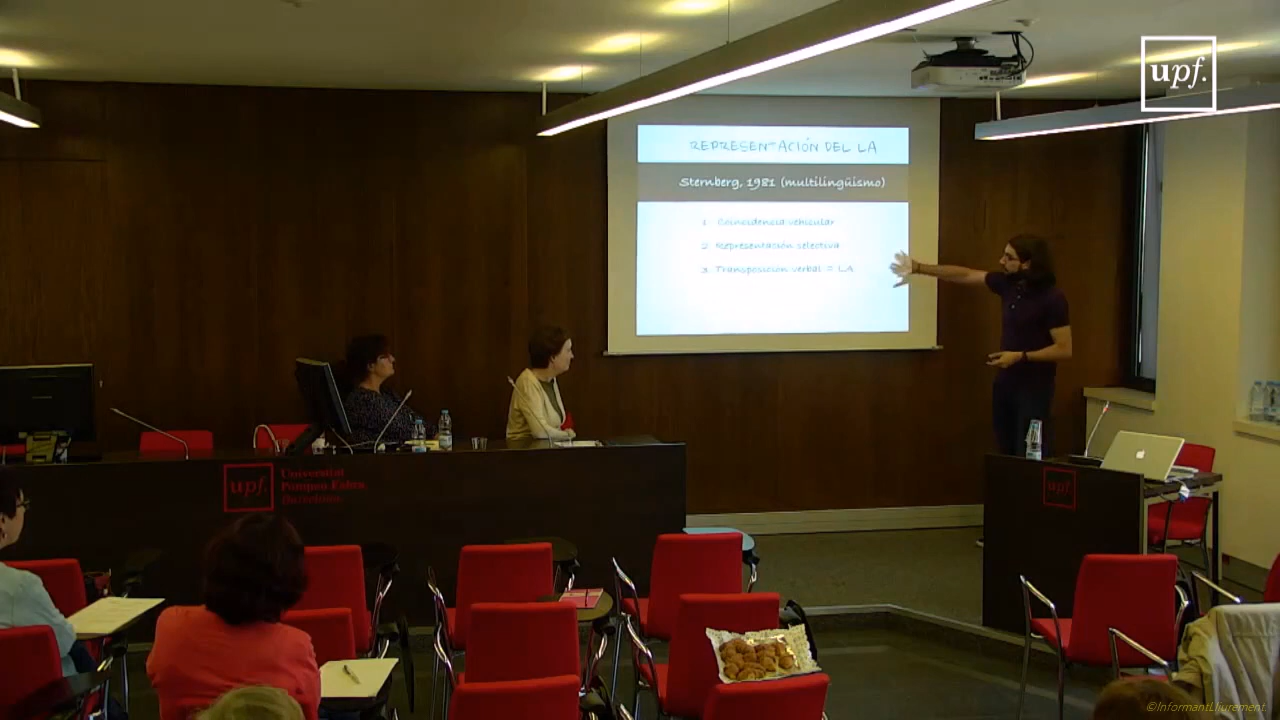 upf.
REPRESENTACIÓN DEL LA
Sternberg, 1981 (multilingüismo)
1. Coincidencia vehicular
2. Representación selectiva
3. Transposición verbal = LA
upf.
Universitat
Pompeu Fabra
Barcelona
upf.
©InformantLliurement